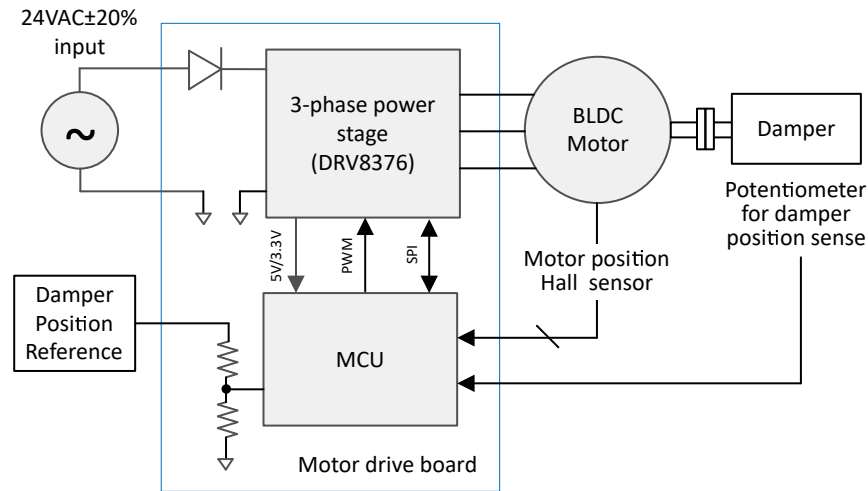 24VAC±20%
input
~
3-phase power
stage
(DRV8376)
BLDC
Motor
Damper
Potentiometer
for damper
position sense
5V/3.3V
PWM
SPI
Motor position
Hall sensor
Damper
Position
Reference
MCU
Motor drive board